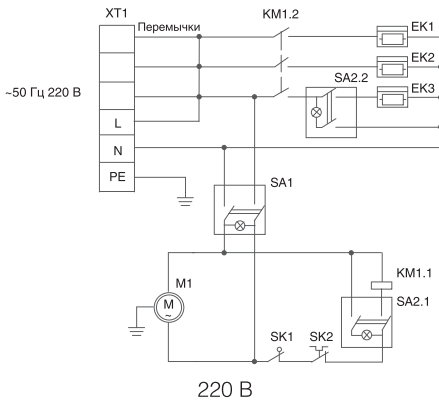 XT1
Перемычки
KM1.2
EK1
EK2
SA2.2
EK3
~50 Гц 220 В
L
N
PE
SA1
M1
M
~
KM1.1
SA2.1
SK1
SK2
220 В